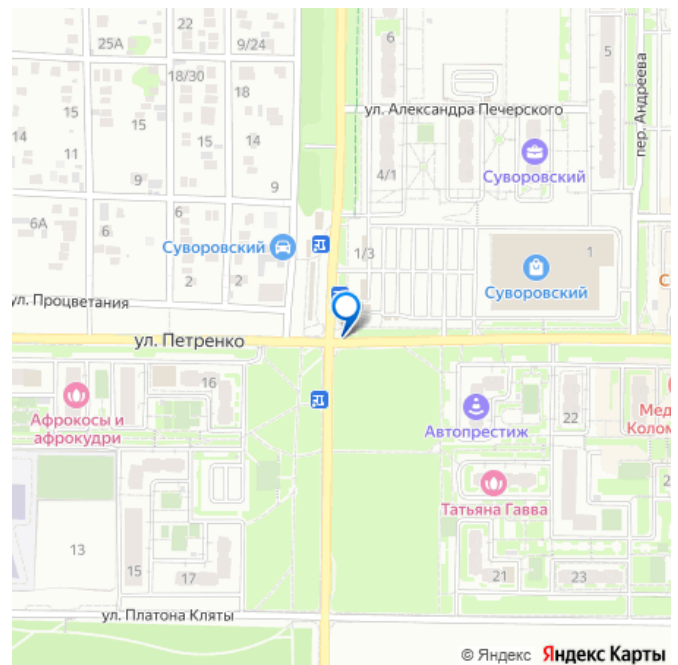 22
25А
9/24
6
5
18/30
18
ул. Александра Печерского
пер. Андреева
15
14
15
15
14
11
4/1
Суворовский
9
9
6А
6
6
Суворовский
1/3
1
2
2
Суворовский
С
ул. Процветания
ул. Петренко
16
Афрокосы и
афрокудри
Автопрестиж
22
Мед
Колом
Татьяна Гавва
2
13
15
17
21
23
ул. Платона Кляты
© Яндекс Яндекс Карты